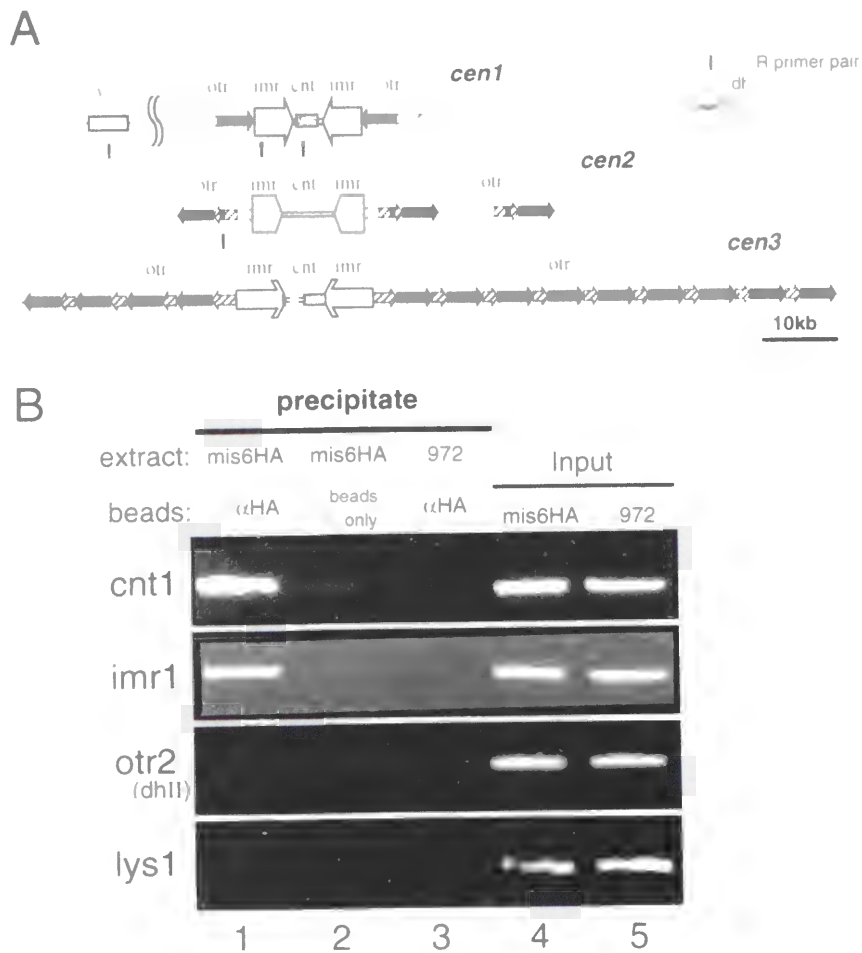 A
cen1
R primer pair
otr imr cnt imr otr
cen2
otr imr cnt imr otr
cen3
otr imr cnt imr otr
10kb
B
precipitate
extract: mis6HA mis6HA 972 Input
beads: αHA beads only αHA mis6HA 972
cnt1
imr1
otr2
(dhII)
lys1
1 2 3 4 5